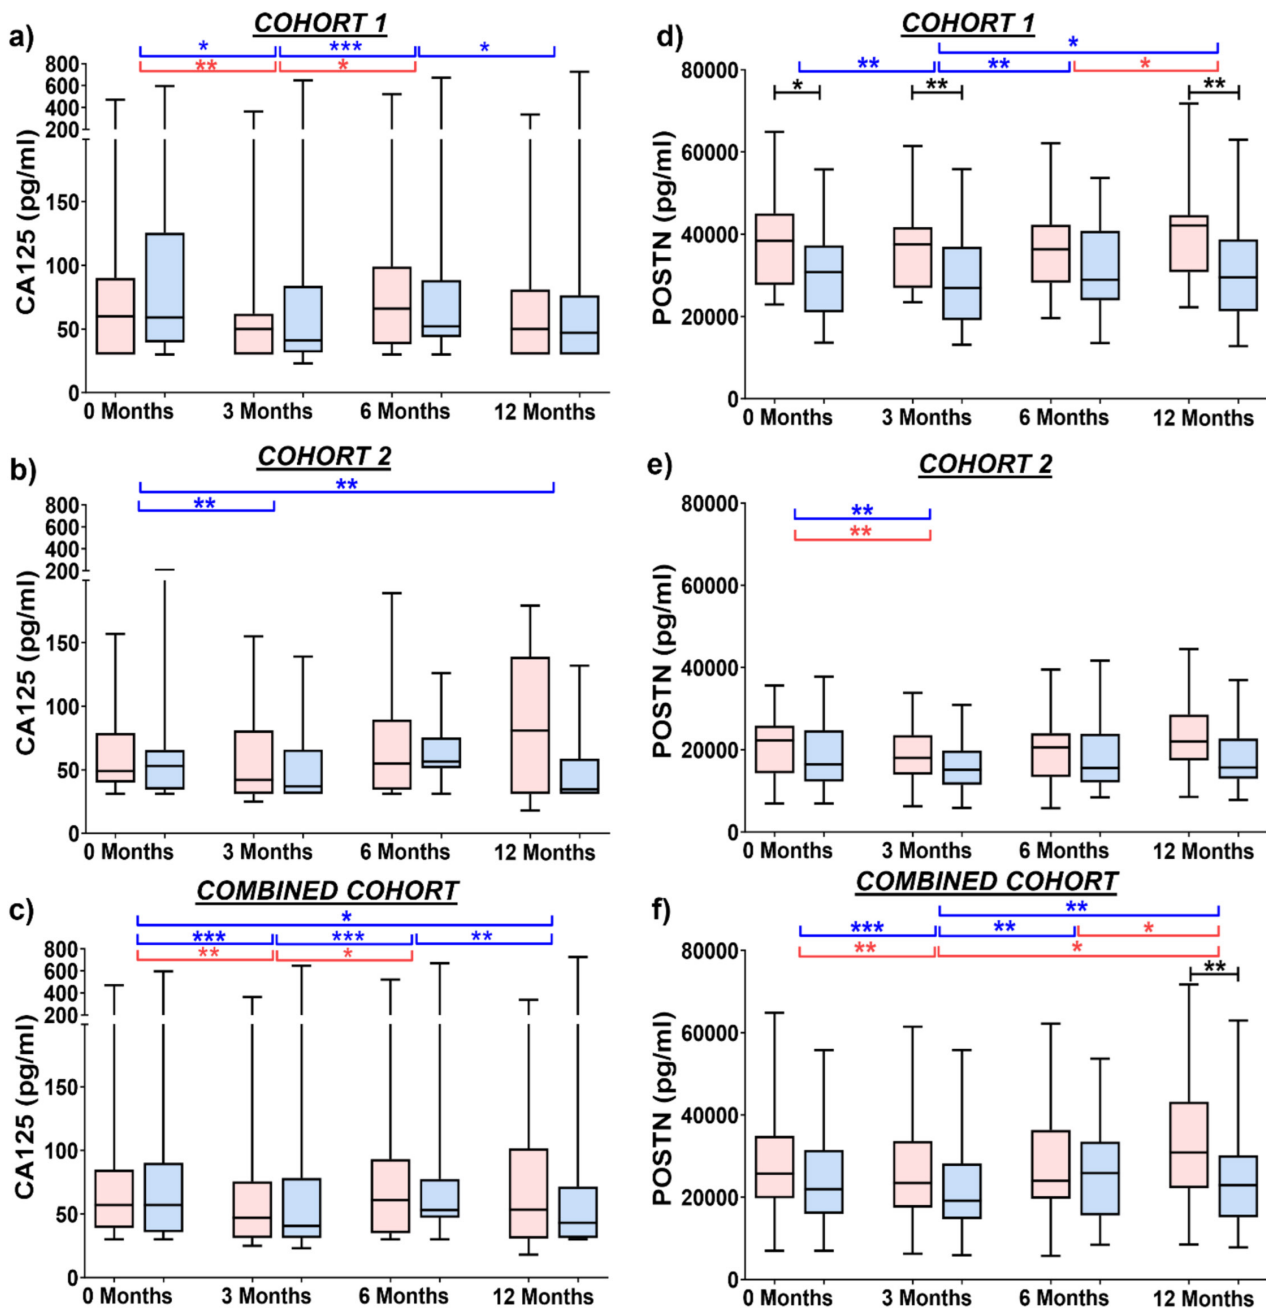 a)
COHORT 1
* *** *
** *
800
600
400
200
150
100
50
0
CA125 (pg/ml)
0 Months 3 Months 6 Months 12 Months
d)
COHORT 1
*
** ** *
* ** **
80000
60000
40000
20000
0
POSTN (pg/ml)
0 Months 3 Months 6 Months 12 Months
b)
COHORT 2
**
**
800
600
400
200
150
100
50
0
CA125 (pg/ml)
0 Months 3 Months 6 Months 12 Months
e)
COHORT 2
**
**
80000
60000
40000
20000
0
POSTN (pg/ml)
0 Months 3 Months 6 Months 12 Months
c)
COMBINED COHORT
*
*** *** **
** *
800
600
400
200
150
100
50
0
CA125 (pg/ml)
0 Months 3 Months 6 Months 12 Months
f)
COMBINED COHORT
**
*** ** *
** *
**
80000
60000
40000
20000
0
POSTN (pg/ml)
0 Months 3 Months 6 Months 12 Months